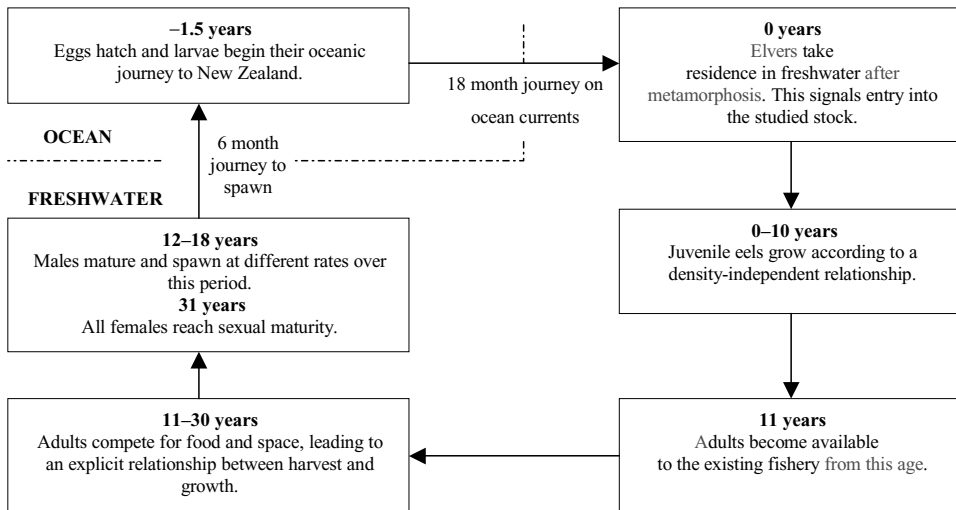 –1.5 years
Eggs hatch and larvae begin their oceanic
journey to New Zealand.
18 month journey on
ocean currents
0 years
Elvers take
residence in freshwater after
metamorphosis. This signals entry into
the studied stock.
OCEAN
6 month
journey to
spawn
FRESHWATER
12–18 years
Males mature and spawn at different rates over
this period.
31 years
All females reach sexual maturity.
0–10 years
Juvenile eels grow according to a
density-independent relationship.
11–30 years
Adults compete for food and space, leading to
an explicit relationship between harvest and
growth.
11 years
Adults become available
to the existing fishery from this age.